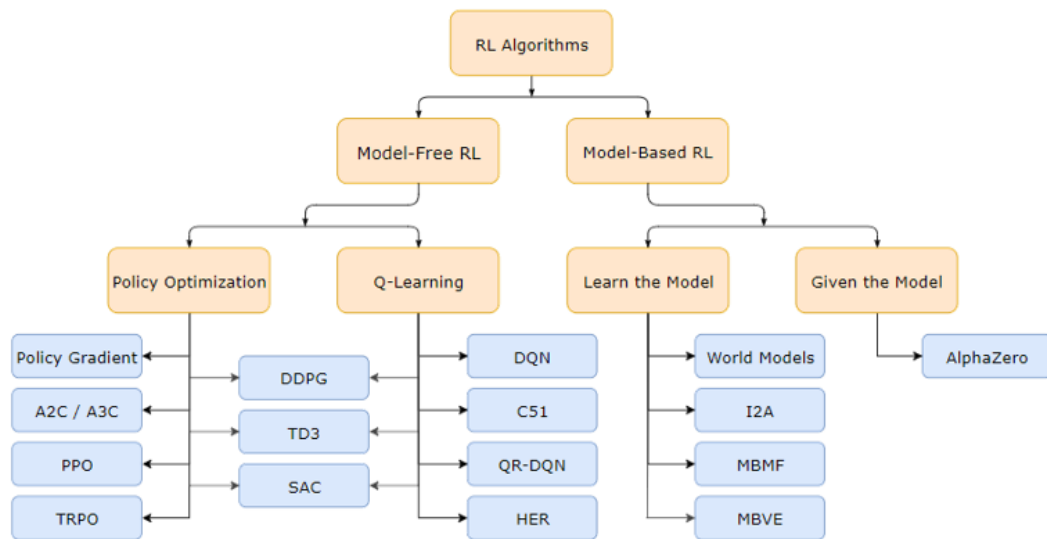 RL Algorithms
Model-Free RL
Model-Based RL
Policy Optimization
Q-Learning
Learn the Model
Given the Model
Policy Gradient
DDPG
DQN
World Models
AlphaZero
A2C / A3C
TD3
C51
I2A
PPO
SAC
QR-DQN
MBMF
TRPO
HER
MBVE